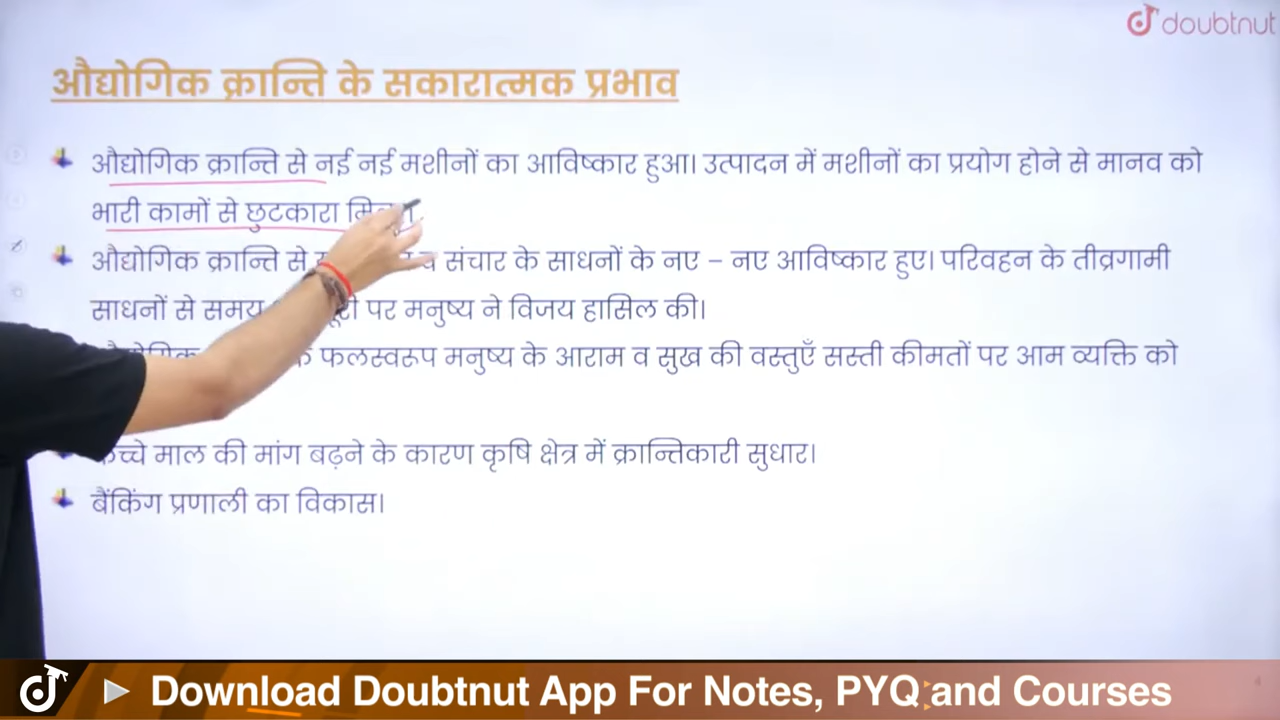 doubtnut
औद्योगिक क्रान्ति के सकारात्मक प्रभाव
औद्योगिक क्रान्ति से नई नई मशीनों का आविष्कार हुआ। उत्पादन में मशीनों का प्रयोग होने से मानव को
भारी कामों से छुटकारा
औद्योगिक क्रान्ति से संचार के साधनों के नए – नए आविष्कार हुए। परिवहन के तीव्रगामी
साधनों से समय पर मनुष्य ने विजय हासिल की।
फलस्वरूप मनुष्य के आराम व सुख की वस्तुएँ सस्ती कीमतों पर आम व्यक्ति को
माल की मांग बढ़ने के कारण कृषि क्षेत्र में क्रान्तिकारी सुधार।
बैंकिंग प्रणाली का विकास।
Download Doubtnut App For Notes, PYQ and Courses